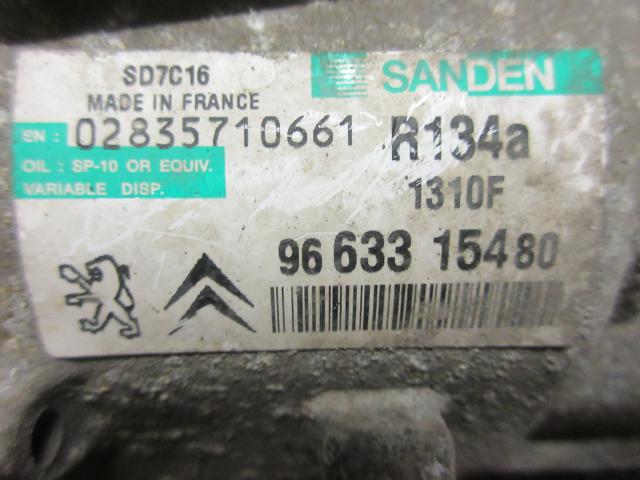 SD7C16
SANDEN
MADE IN FRANCE
SN : 02835710661
R134a
OIL : SP-10 OR EQUIV.
VARIABLE DISP.
1310F
96 633 154 80